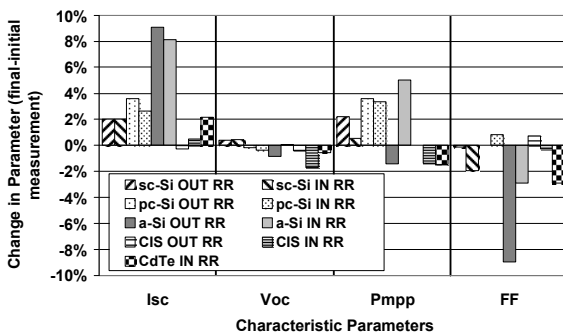 Change in Parameter (final-initial
measurement)
10%
8%
6%
4%
2%
0%
-2%
-4%
-6%
-8%
-10%
sc-Si OUT RR
sc-Si IN RR
pc-Si OUT RR
pc-Si IN RR
a-Si OUT RR
a-Si IN RR
CIS OUT RR
CIS IN RR
CdTe IN RR
Isc
Voc
Pmpp
FF
Characteristic Parameters